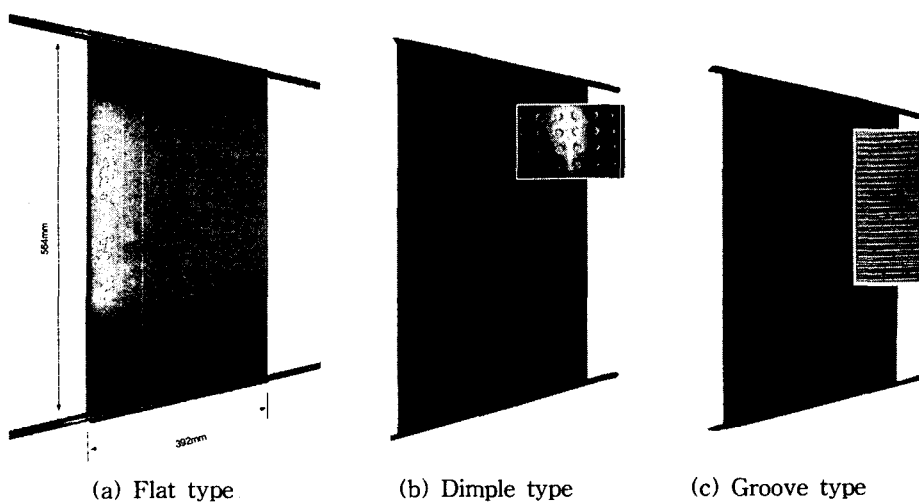 564mm
392mm
(a) Flat type
(b) Dimple type
(c) Groove type